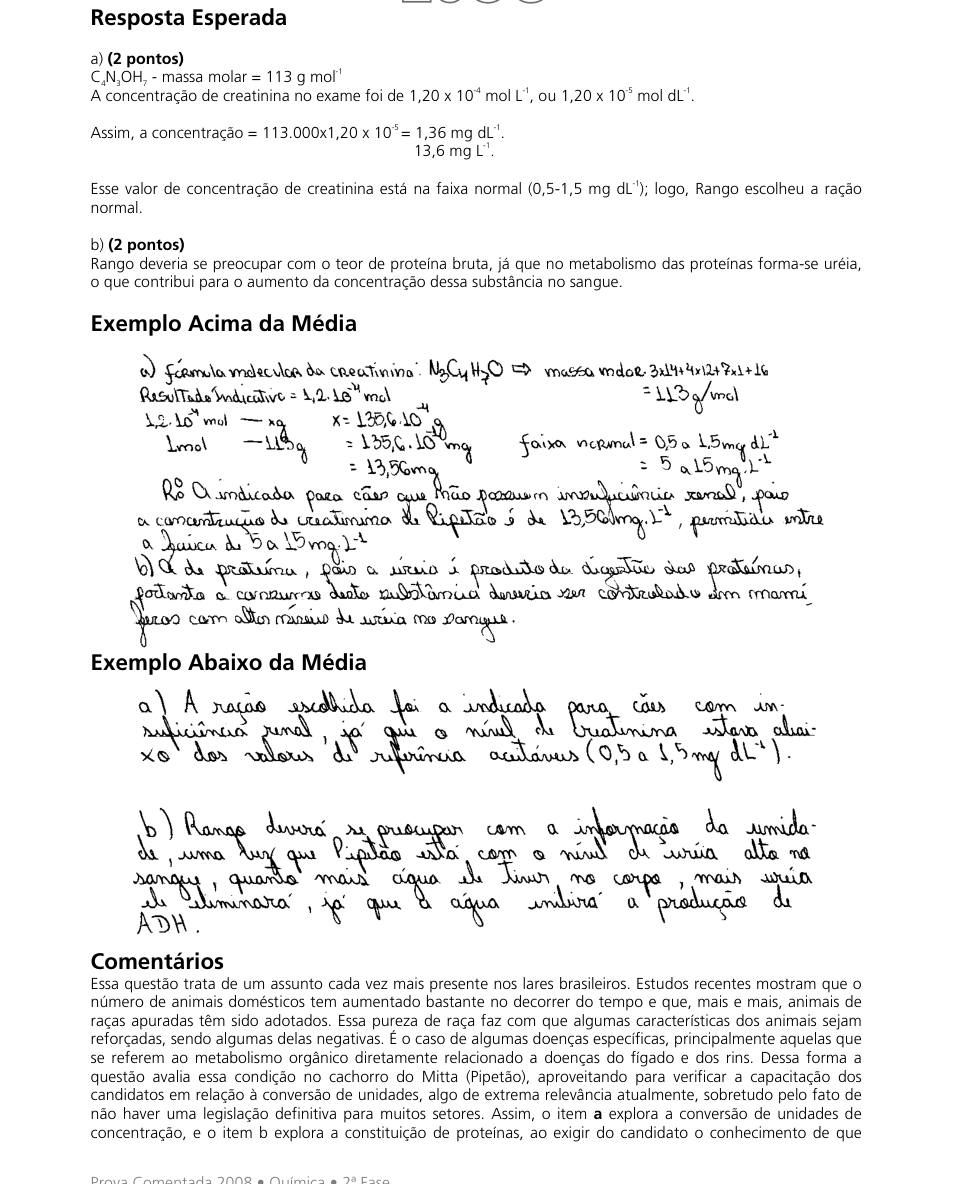 Resposta Esperada
a) (2 pontos)
C₄N₃OH₇ - massa molar = 113 g mol⁻¹
A concentração de creatinina no exame foi de 1,20 x 10⁻⁴ mol L⁻¹, ou 1,20 x 10⁻⁵ mol dL⁻¹.
Assim, a concentração = 113.000x1,20 x 10⁻⁵ = 1,36 mg dL⁻¹.
13,6 mg L⁻¹.
Esse valor de concentração de creatinina está na faixa normal (0,5-1,5 mg dL⁻¹); logo, Rango escolheu a ração
normal.
b) (2 pontos)
Rango deveria se preocupar com o teor de proteína bruta, já que no metabolismo das proteínas forma-se uréia,
o que contribui para o aumento da concentração dessa substância no sangue.
Exemplo Acima da Média
a) fórmula molecular da creatinina: N₃C₄H₇O ⇒ massa molar 3x14+4x12+7x1+16
Resultado Indicativo = 1,2.10⁻⁴ mol = 113g/mol
1,2.10⁻⁴ mol — xg x = 135,6.10⁻⁴ g
1mol — 113g = 135,6.10⁻¹ mg faixa normal = 0,5 a 1,5mg dL⁻¹
= 13,56mg = 5 a 15 mg.L⁻¹
R: A indicada para cães que não possuem insuficiência renal, pois
a concentração de creatinina de Pipetão é de 13,56mg.L⁻¹, permitida entre
a faixa de 5 a 15mg.L⁻¹
b) A de proteína, pois a uréia é produto da digestão das proteínas,
portanto o consumo desta substância deveria ser controlado em mamí
feros com altos níveis de uréia no sangue.
Exemplo Abaixo da Média
a) A ração escolhida foi a indicada para cães com in-
suficiência renal, já que o nível de Creatinina estava abai-
xo dos valores de referência acitáveis (0,5 a 1,5mg dL⁻¹).
b) Rango deverá se preocupar com a informação da umida-
de, uma vez que Pipetão está com o nível de uréia alto no
sangue, quanto mais água ele tiver no corpo, mais uréia
ele eliminará, já que a água inibirá a produção de
ADH.
Comentários
Essa questão trata de um assunto cada vez mais presente nos lares brasileiros. Estudos recentes mostram que o
número de animais domésticos tem aumentado bastante no decorrer do tempo e que, mais e mais, animais de
raças apuradas têm sido adotados. Essa pureza de raça faz com que algumas características dos animais sejam
reforçadas, sendo algumas delas negativas. É o caso de algumas doenças específicas, principalmente aquelas que
se referem ao metabolismo orgânico diretamente relacionado a doenças do fígado e dos rins. Dessa forma a
questão avalia essa condição no cachorro do Mitta (Pipetão), aproveitando para verificar a capacitação dos
candidatos em relação à conversão de unidades, algo de extrema relevância atualmente, sobretudo pelo fato de
não haver uma legislação definitiva para muitos setores. Assim, o item a explora a conversão de unidades de
concentração, e o item b explora a constituição de proteínas, ao exigir do candidato o conhecimento de que
Prova Comentada 2008 • Química • 2ª Fase